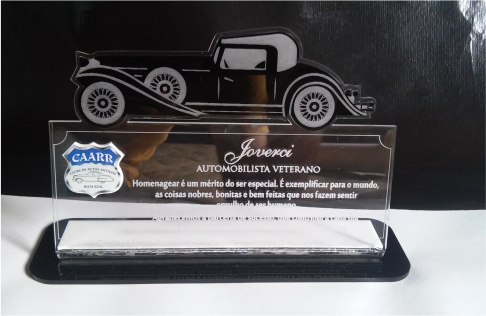 CAARR
Joverci
AUTOMOBILISTA VETERANO
Homenagear é um mérito do ser especial. É exemplificar para o mundo,
as coisas nobres, bonitas e bem feitas que nos fazem sentir
orgulho de ser humano.